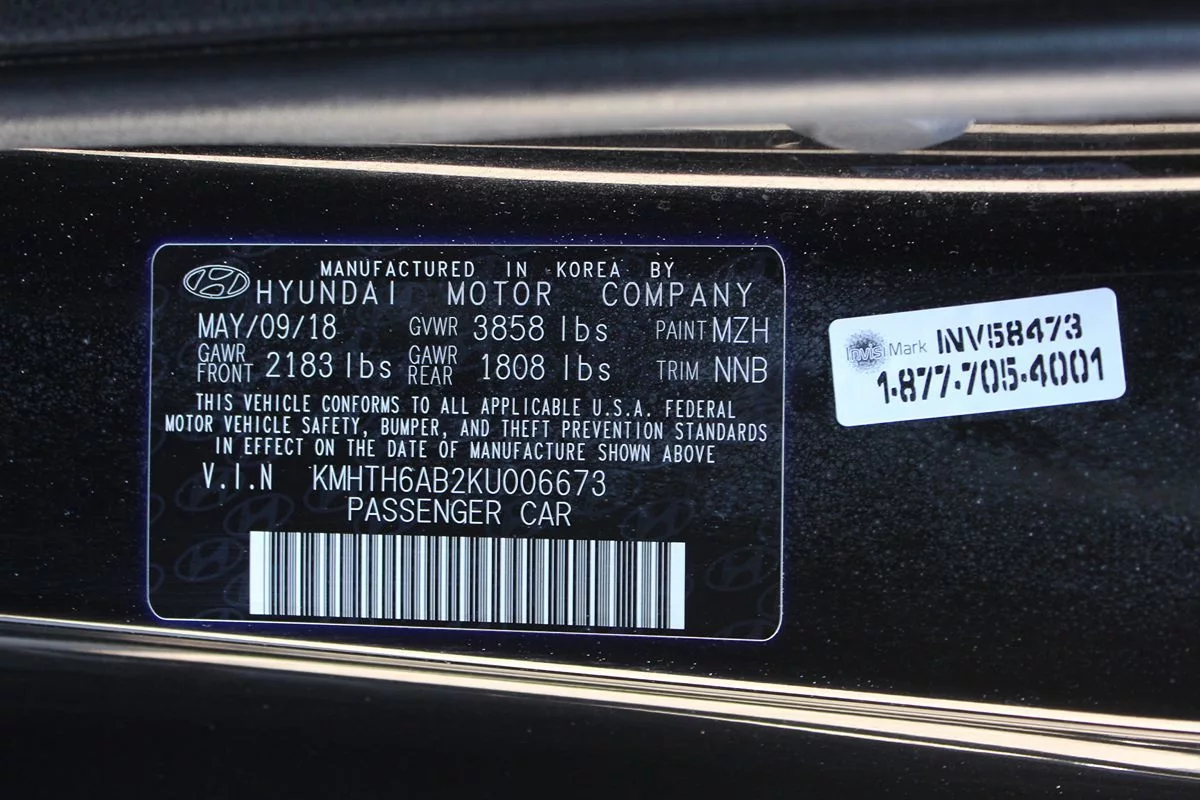 MANUFACTURED IN KOREA BY
HYUNDAI MOTOR COMPANY
MAY/09/18 GVWR 3858 lbs PAINT MZH
GAWR FRONT 2183 lbs GAWR REAR 1808 lbs TRIM NNB
THIS VEHICLE CONFORMS TO ALL APPLICABLE U.S.A. FEDERAL
MOTOR VEHICLE SAFETY, BUMPER, AND THEFT PREVENTION STANDARDS
IN EFFECT ON THE DATE OF MANUFACTURE SHOWN ABOVE
V.I.N KMHTH6AB2KU006673
PASSENGER CAR
InvisiMark INV58473
1-877-705-4001